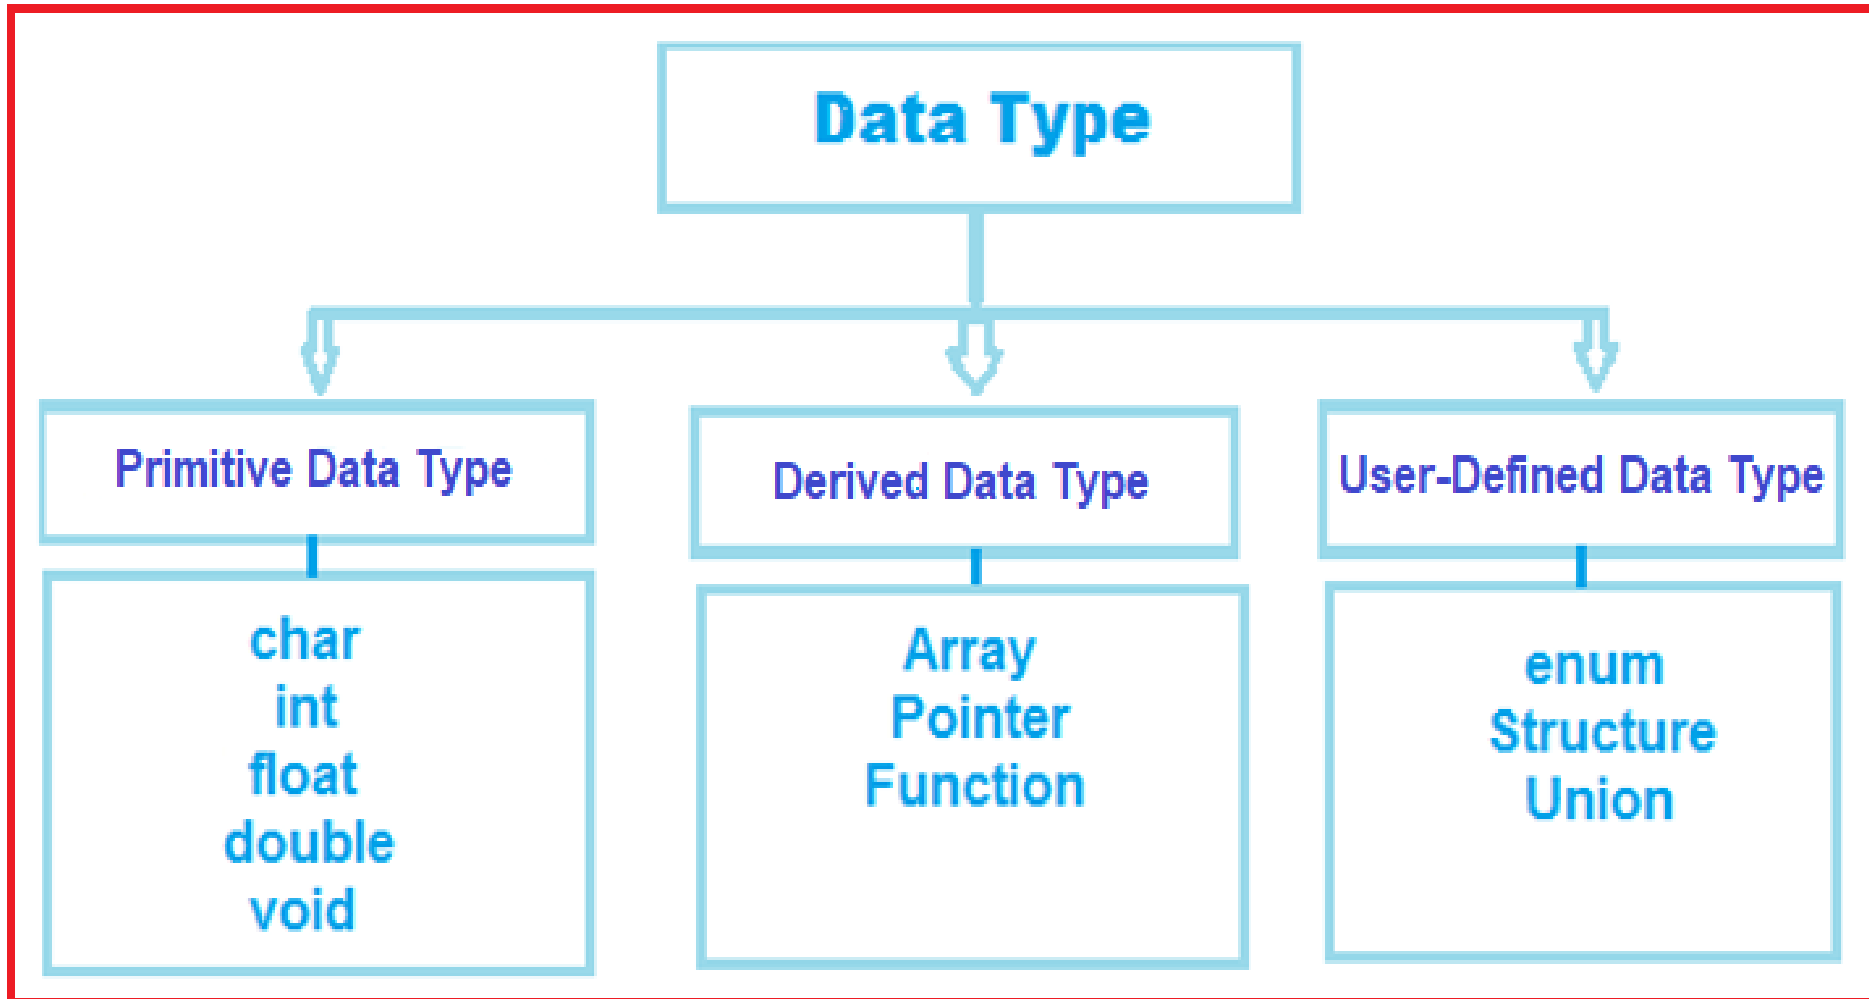 Data Type
Primitive Data Type
char
int
float
double
void
Derived Data Type
Array
Pointer
Function
User-Defined Data Type
enum
Structure
Union